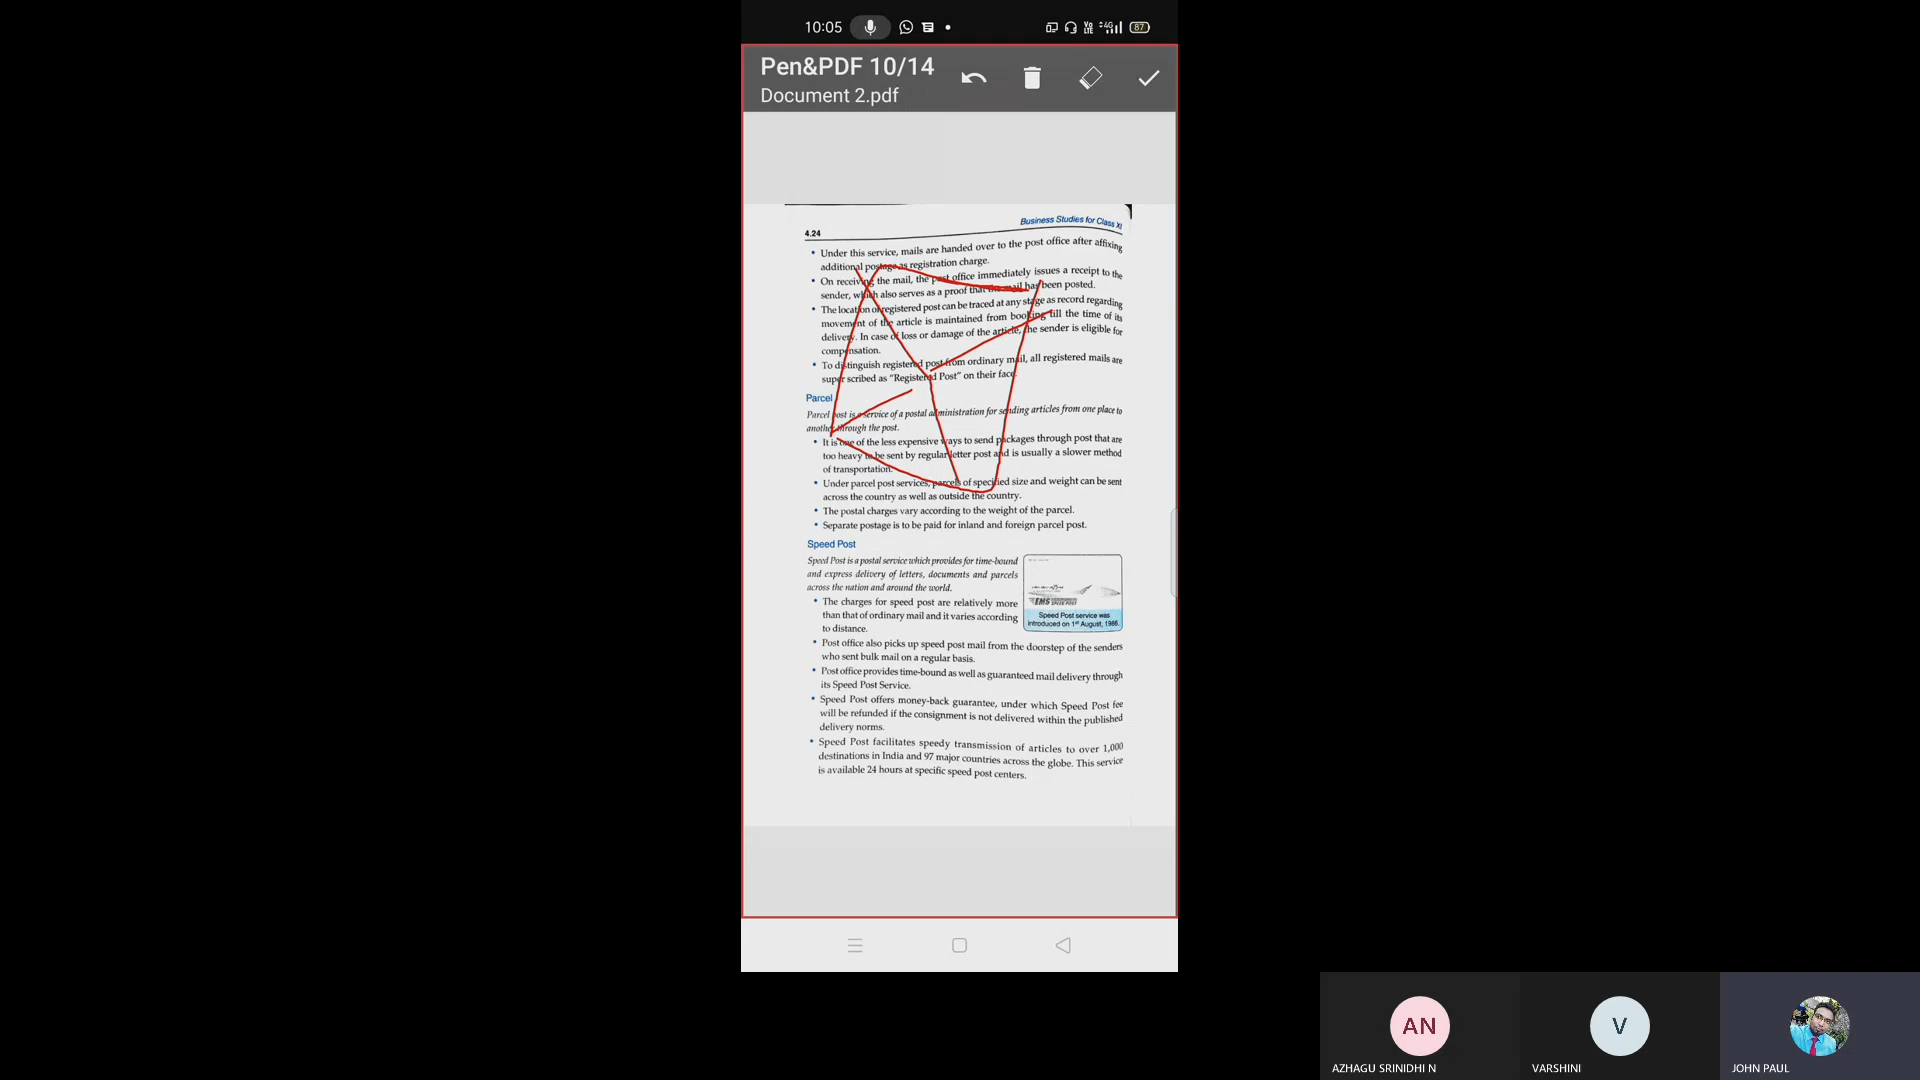 10:05
87
Pen&PDF 10/14
Document 2.pdf
Business Studies for Class XI
4.24
• Under this service, mails are handed over to the post office after affixing
additional postage as registration charge.
• On receiving the mail, the post office immediately issues a receipt to the
sender, which also serves as a proof that the mail has been posted.
• The location of registered post can be traced at any stage as record regarding
movement of the article is maintained from booking till the time of its
delivery. In case of loss or damage of the article, the sender is eligible for
compensation.
• To distinguish registered post from ordinary mail, all registered mails are
super scribed as “Registered Post” on their face.
Parcel
Parcel post is a service of a postal administration for sending articles from one place to
another through the post.
• It is one of the less expensive ways to send packages through post that are
too heavy to be sent by regular letter post and is usually a slower method
of transportation.
• Under parcel post services, parcels of specified size and weight can be sent
across the country as well as outside the country.
• The postal charges vary according to the weight of the parcel.
• Separate postage is to be paid for inland and foreign parcel post.
Speed Post
Speed Post is a postal service which provides for time-bound
and express delivery of letters, documents and parcels
across the nation and around the world.
• The charges for speed post are relatively more
than that of ordinary mail and it varies according
to distance.
EMS
SPEED POST
Speed Post service was
introduced on 1st August, 1986.
• Post office also picks up speed post mail from the doorstep of the senders
who sent bulk mail on a regular basis.
• Post office provides time-bound as well as guaranteed mail delivery through
its Speed Post Service.
• Speed Post offers money-back guarantee, under which Speed Post fee
will be refunded if the consignment is not delivered within the published
delivery norms.
• Speed Post facilitates speedy transmission of articles to over 1,000
destinations in India and 97 major countries across the globe. This service
is available 24 hours at specific speed post centers.
AN
AZHAGU SRINIDHI N
V
VARSHINI
JOHN PAUL